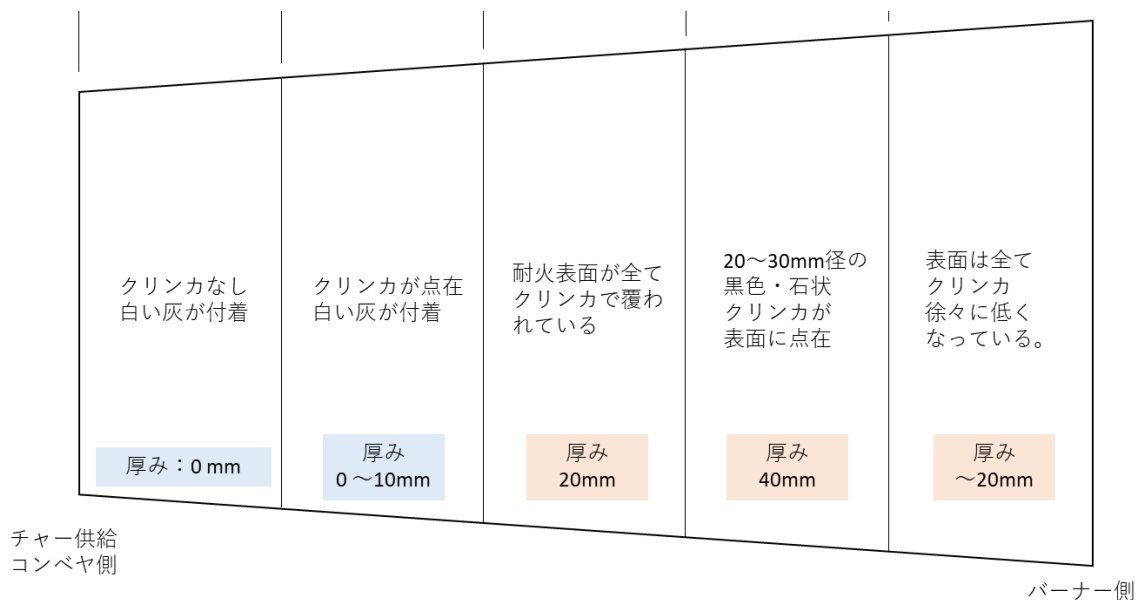 クリンカなし
白い灰が付着
厚み：0 mm
クリンカが点在
白い灰が付着
厚み
0 ～10mm
耐火表面が全て
クリンカで覆わ
れている
厚み
20mm
20～30mm径の
黒色・石状
クリンカが
表面に点在
厚み
40mm
表面は全て
クリンカ
徐々に低く
なっている。
厚み
～20mm
チャー供給
コンベヤ側
バーナー側